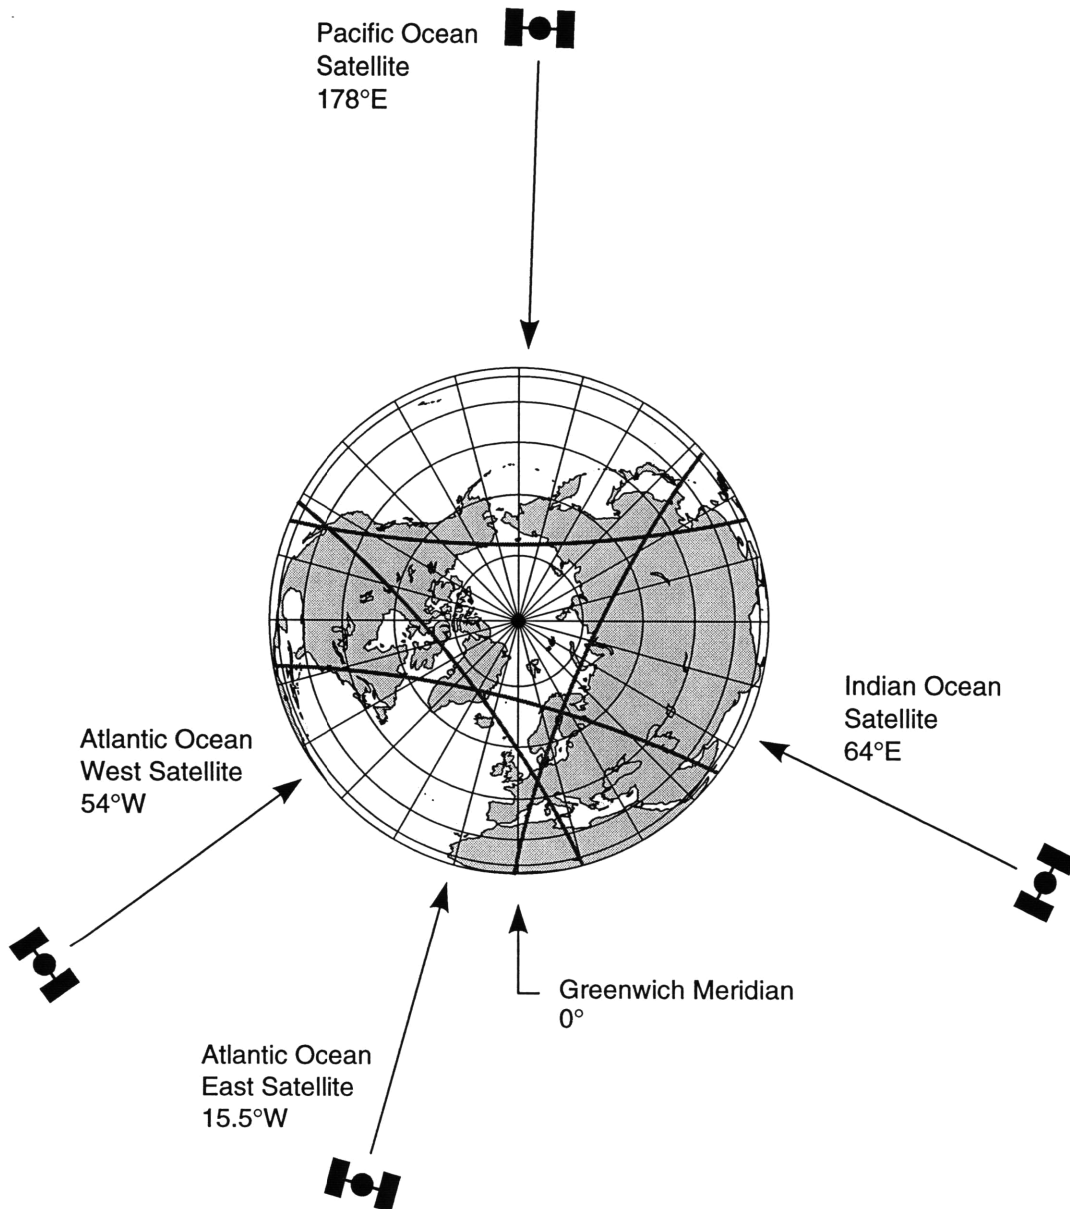 Pacific Ocean
Satellite
178°E
Indian Ocean
Satellite
64°E
Atlantic Ocean
West Satellite
54°W
Greenwich Meridian
0°
Atlantic Ocean
East Satellite
15.5°W